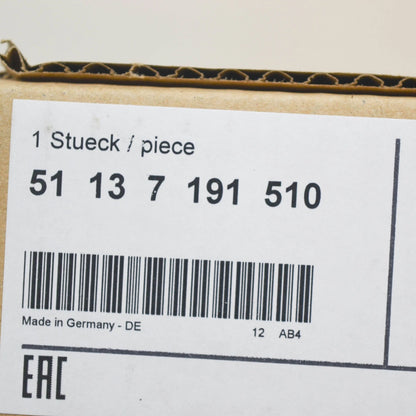 1 Stueck / piece
51 13 7 191 510
Made in Germany - DE 12 AB4
EAC